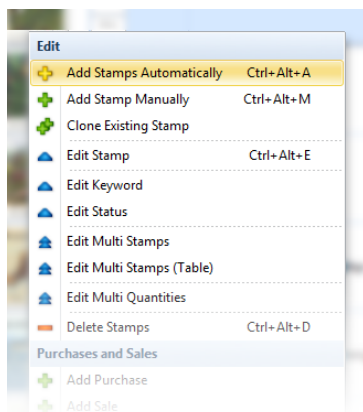 Edit
Add Stamps Automatically Ctrl+Alt+A
Add Stamp Manually Ctrl+Alt+M
Clone Existing Stamp
Edit Stamp Ctrl+Alt+E
Edit Keyword
Edit Status
Edit Multi Stamps
Edit Multi Stamps (Table)
Edit Multi Quantities
Delete Stamps Ctrl+Alt+D
Purchases and Sales
Add Purchase
Add Sale